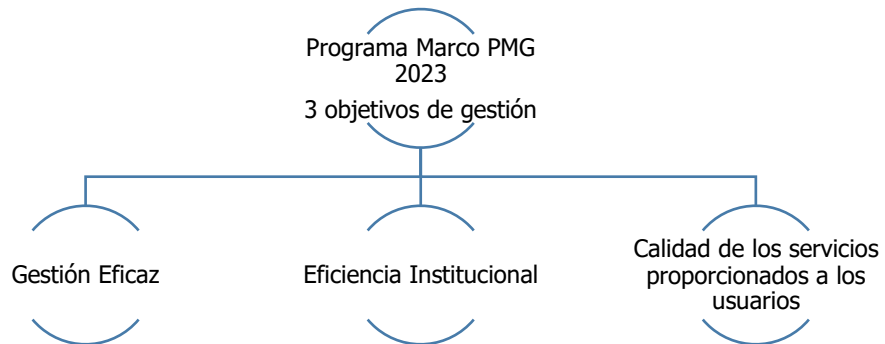 Programa Marco PMG
2023
3 objetivos de gestión
Gestión Eficaz
Eficiencia Institucional
Calidad de los servicios
proporcionados a los
usuarios